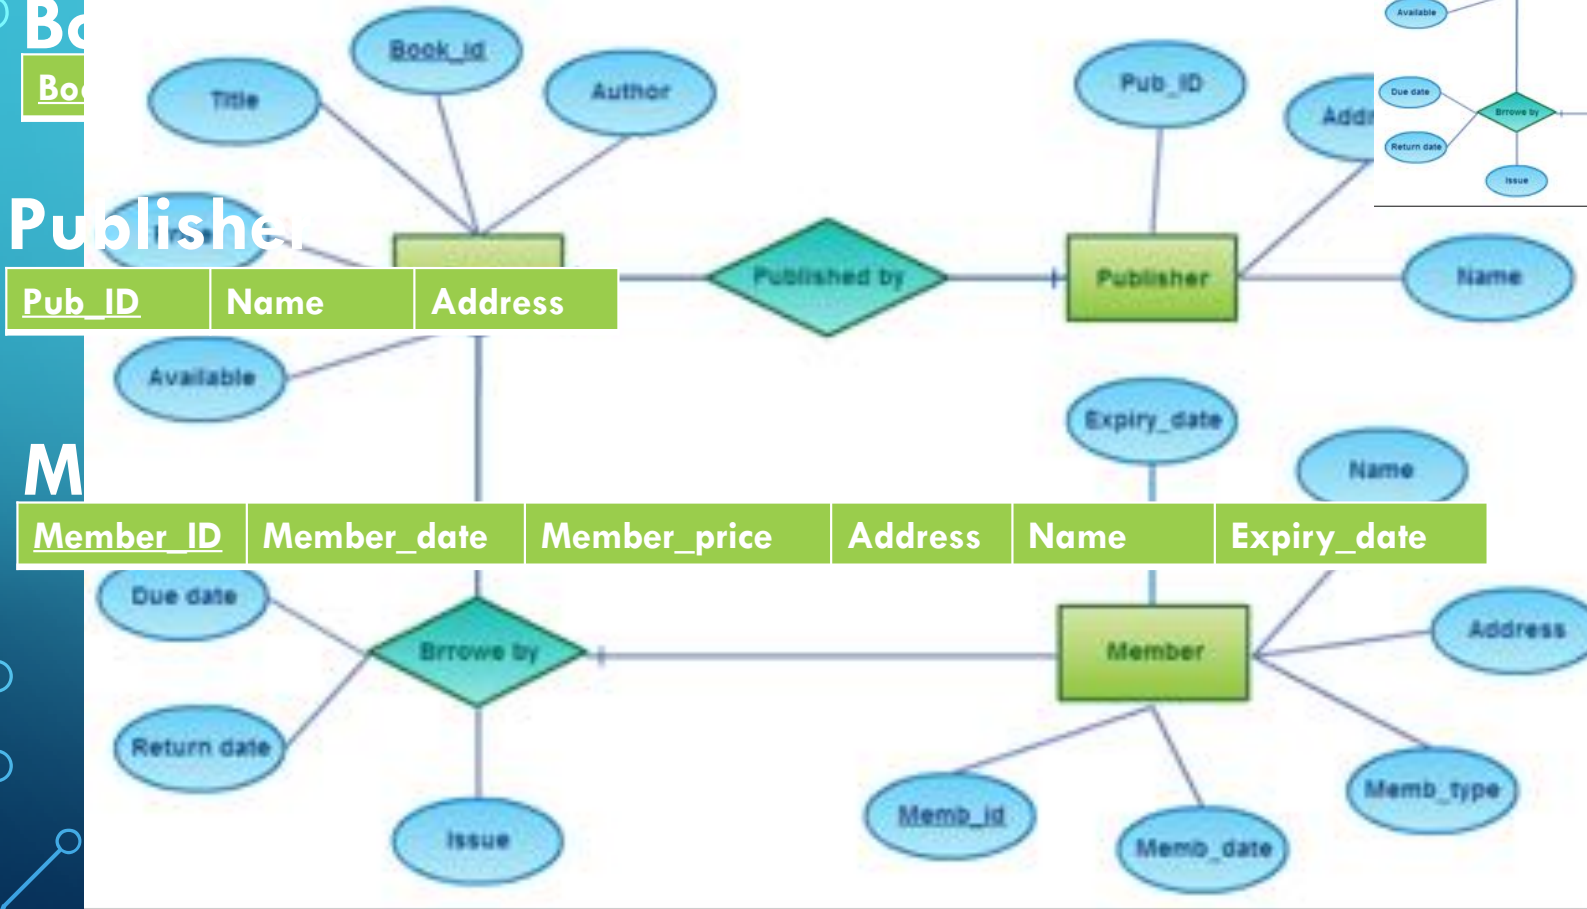 Available
Book_id
Title
Author
Pub_ID
Due date
Brrowe by
Return date
Issue
Publisher
Published by
Publisher
Name
Pub_ID Name Address
Available
Expiry_date
Name
Member_ID Member_date Member_price Address Name Expiry_date
Due date
Brrowe by
Member
Address
Return date
Memb_type
Memb_id
Issue
Memb_date